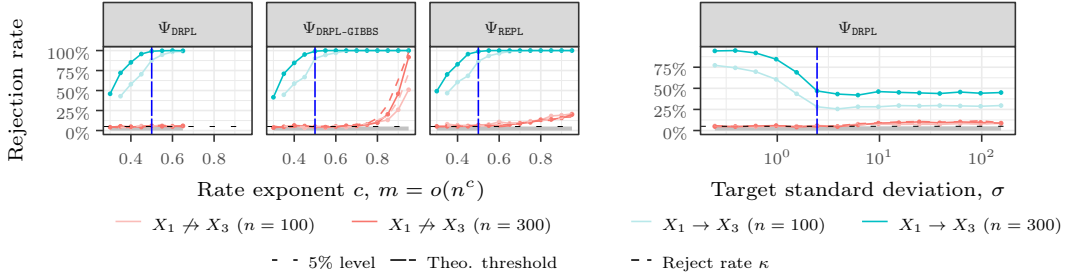 Ψ_DRPL Ψ_DRPL-GIBBS Ψ_REPL Ψ_DRPL
Rejection rate
100%
75%
50%
25%
0%
75%
50%
25%
0%
0.4 0.6 0.8 0.4 0.6 0.8 0.4 0.6 0.8 10^0 10^1 10^2
Rate exponent c, m = o(n^c) Target standard deviation, σ
X_1 ↛ X_3 (n = 100) X_1 ↛ X_3 (n = 300) X_1 → X_3 (n = 100) X_1 → X_3 (n = 300)
5% level Theo. threshold Reject rate κ